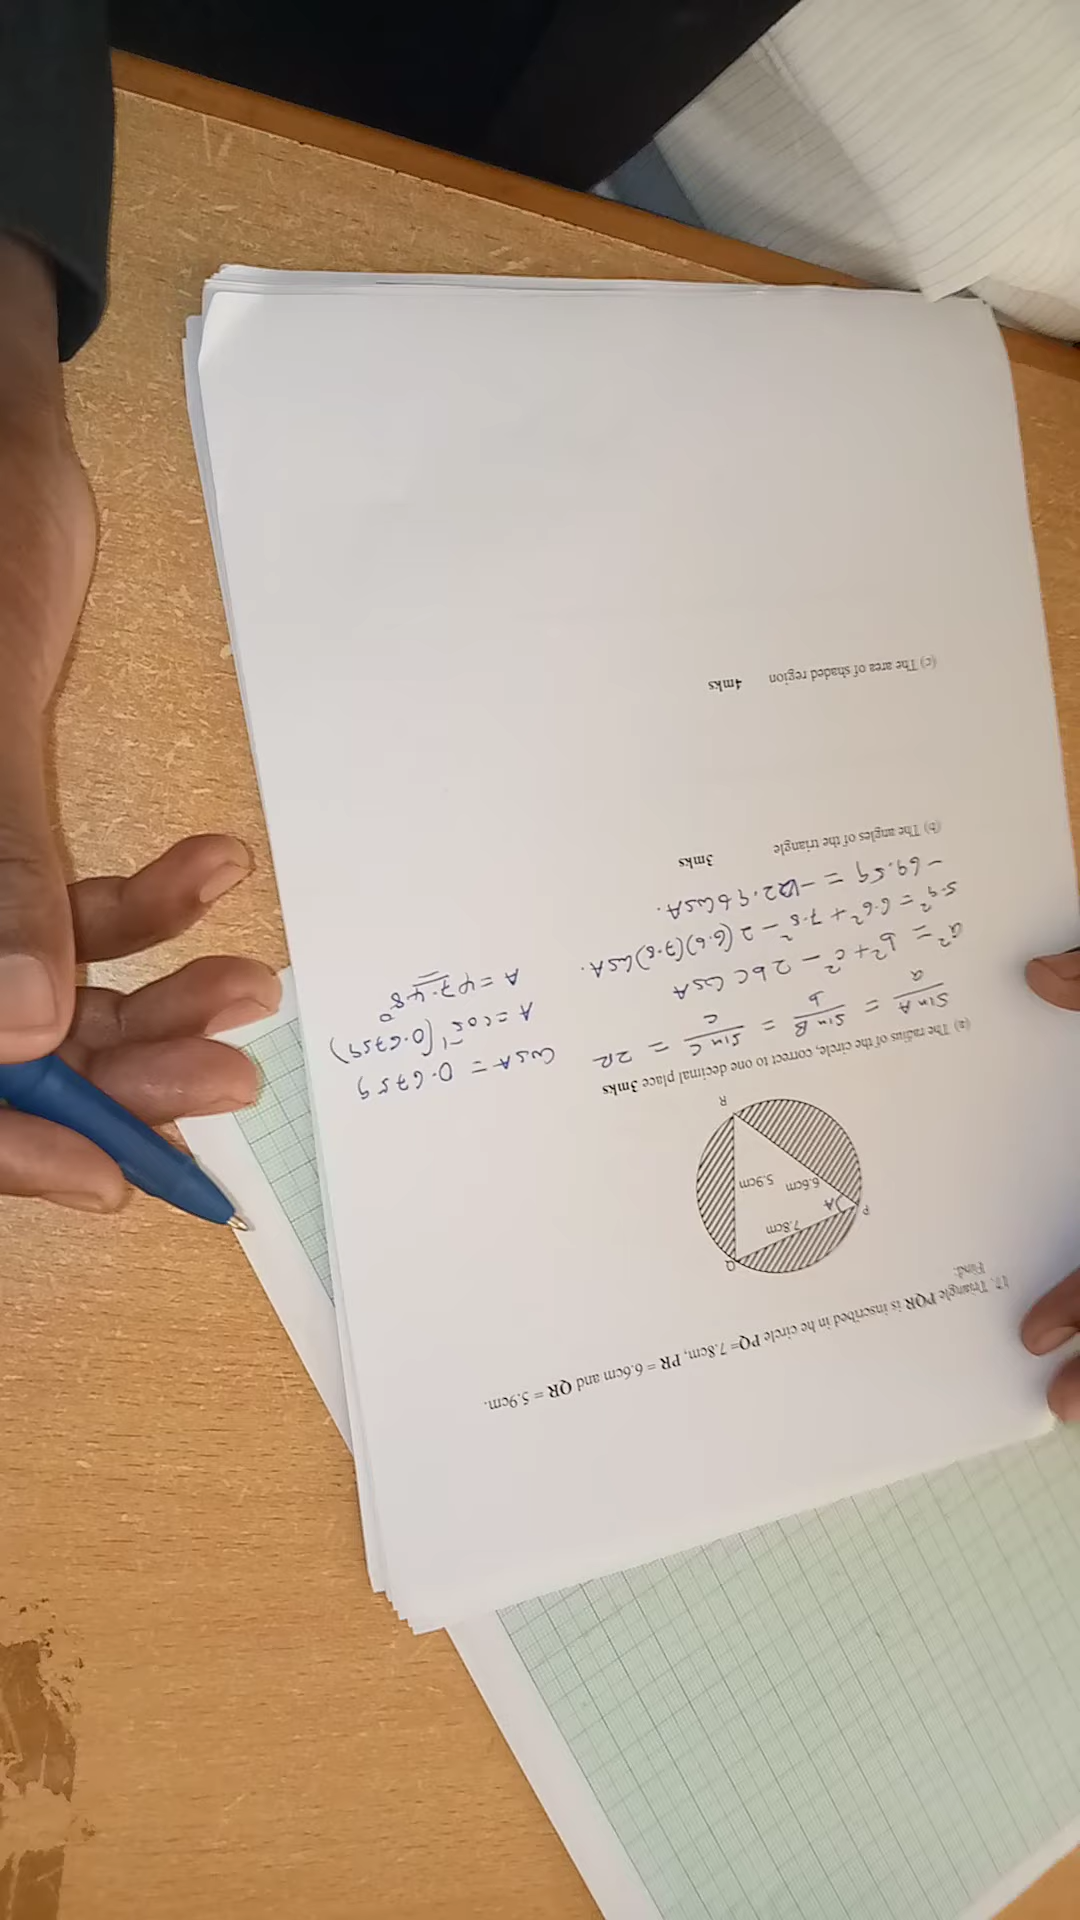 17. Triangle PQR is inscribed in he circle PQ= 7.8cm, PR = 6.6cm and QR = 5.9cm.
Find:
Q
7.8cm
P
A
6.6cm
5.9cm
R
(a) The radius of the circle, correct to one decimal place 3mks
sin A / a = sin B / b = sin C / c = 2R
a² = b² + c² - 2bc Cos A
5.9² = 6.6² + 7.8² - 2(6.6)(7.8) Cos A.
-69.59 = -102.96 Cos A.
Cos A = 0.6759
A = cos⁻¹(0.6759)
A = 47.48°
(b) The angles of the triangle 3mks
(c) The area of shaded region 4mks